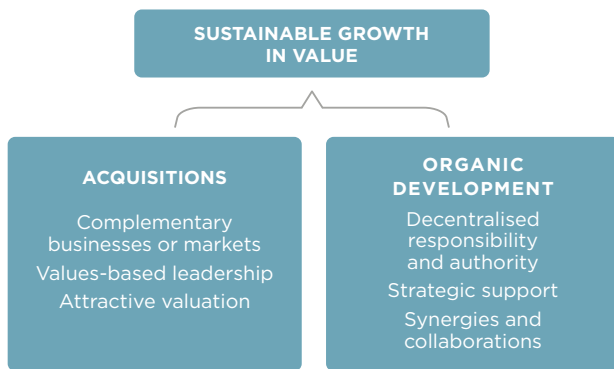 SUSTAINABLE GROWTH
IN VALUE
ACQUISITIONS
Complementary
businesses or markets
Values-based leadership
Attractive valuation
ORGANIC
DEVELOPMENT
Decentralised
responsibility
and authority
Strategic support
Synergies and
collaborations